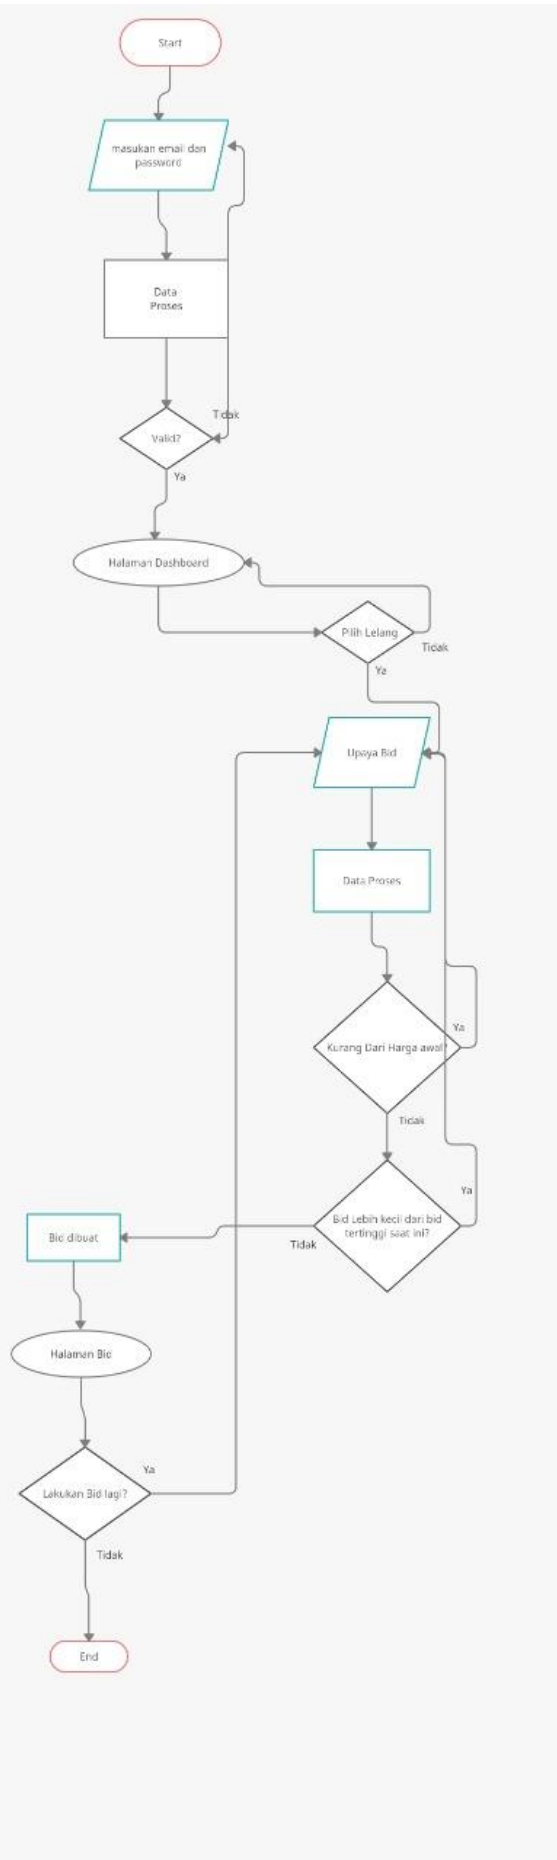 Start
masukan email dan
password
Data
Proses
Tidak
Valid?
Ya
Halaman Dashboard
Pilih Lelang
Tidak
Ya
Upaya Bid
Data Proses
Ya
Kurang Dari Harga awal?
Tidak
Ya
Bid Lebih kecil dari bid
tertinggi saat ini?
Bid dibuat
Tidak
Halaman Bid
Ya
Lakukan Bid lagi?
Tidak
End